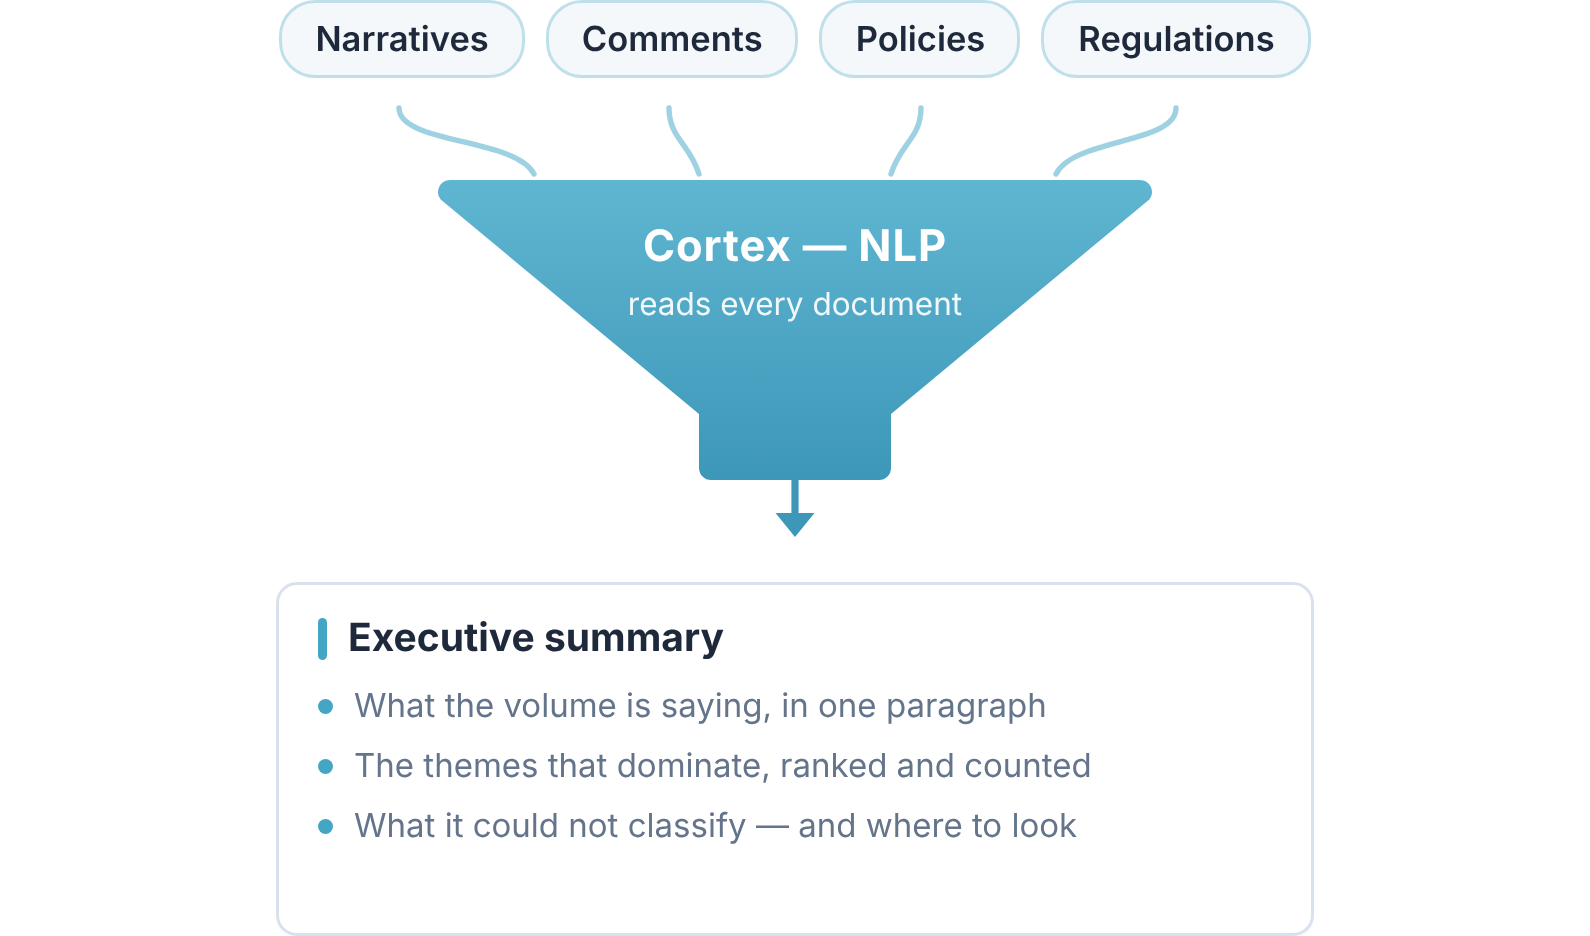 Narratives
Comments
Policies
Regulations
Cortex — NLP
reads every document
Executive summary
What the volume is saying, in one paragraph
The themes that dominate, ranked and counted
What it could not classify — and where to look